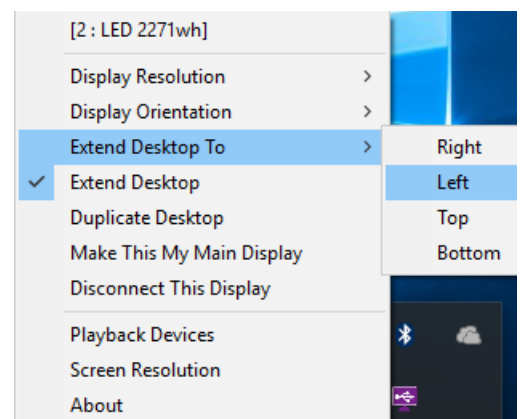 [2 : LED 2271wh]
Display Resolution
Display Orientation
Extend Desktop To
Right
Extend Desktop
Left
Duplicate Desktop
Top
Make This My Main Display
Bottom
Disconnect This Display
Playback Devices
Screen Resolution
About